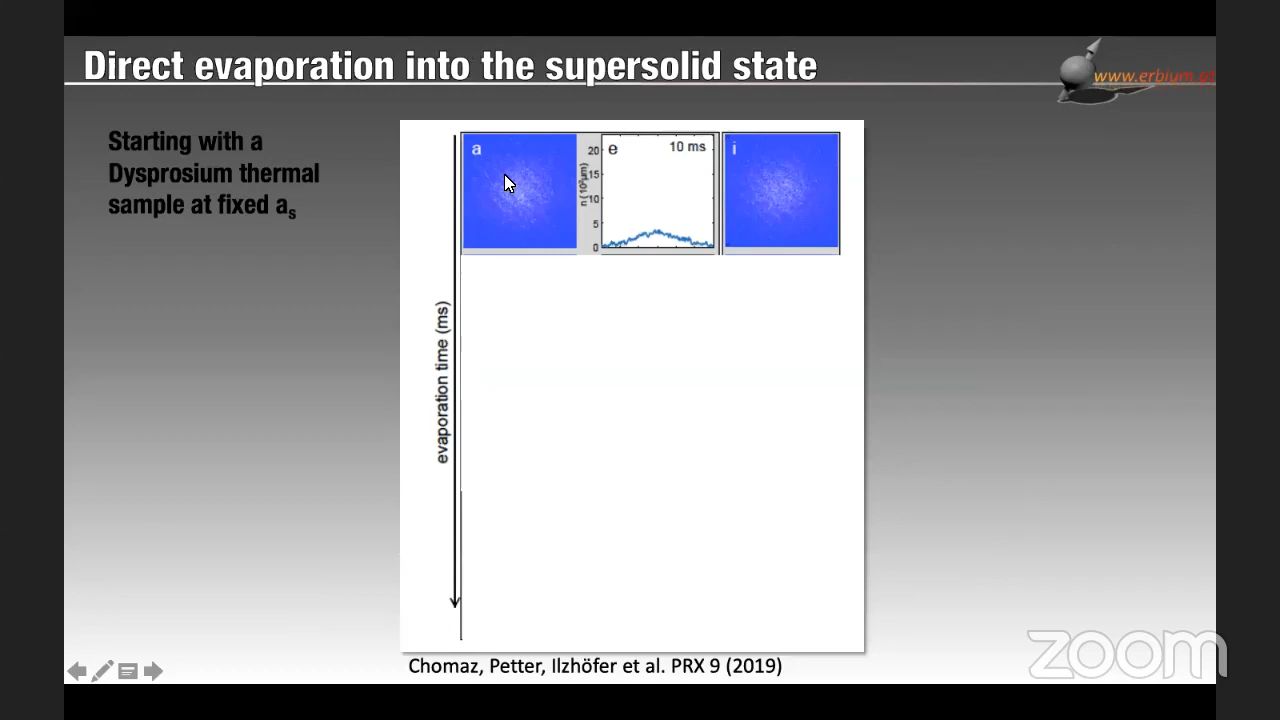 Direct evaporation into the supersolid state
www.erbium.at
Starting with a
Dysprosium thermal
sample at fixed as
a
e
10 ms
i
20
15
10
5
0
n (10³µm)
evaporation time (ms)
Chomaz, Petter, Ilzhöfer et al. PRX 9 (2019)
zoom